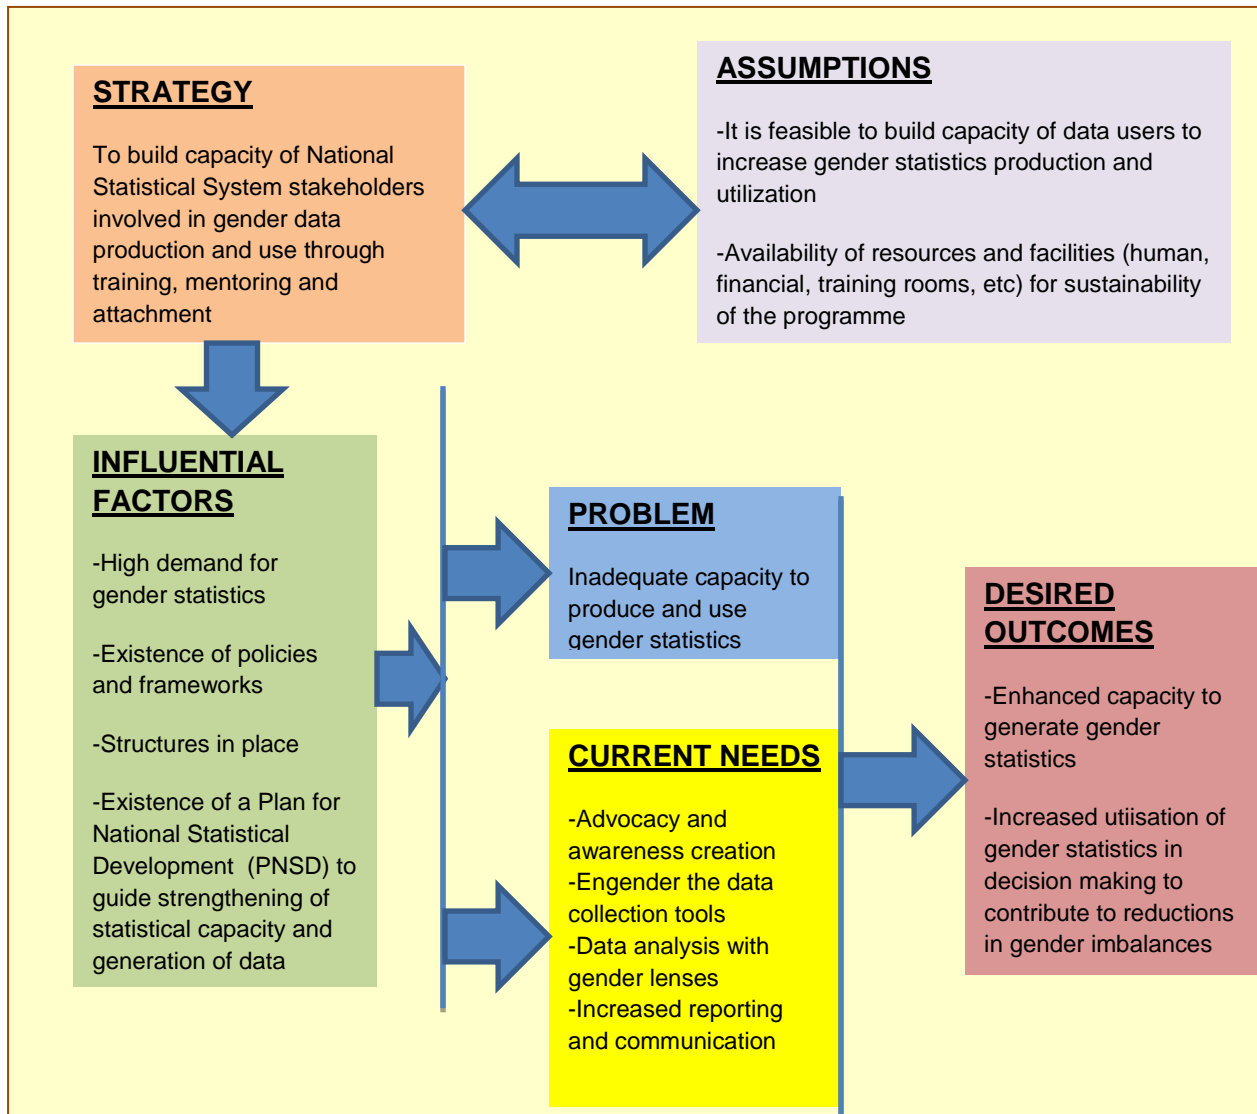 STRATEGY
To build capacity of National
Statistical System stakeholders
involved in gender data
production and use through
training, mentoring and
attachment
ASSUMPTIONS
-It is feasible to build capacity of data users to
increase gender statistics production and
utilization
-Availability of resources and facilities (human,
financial, training rooms, etc) for sustainability
of the programme
INFLUENTIAL
FACTORS
-High demand for
gender statistics
-Existence of policies
and frameworks
-Structures in place
-Existence of a Plan for
National Statistical
Development (PNSD) to
guide strengthening of
statistical capacity and
generation of data
PROBLEM
Inadequate capacity to
produce and use
gender statistics
CURRENT NEEDS
-Advocacy and
awareness creation
-Engender the data
collection tools
-Data analysis with
gender lenses
-Increased reporting
and communication
DESIRED
OUTCOMES
-Enhanced capacity to
generate gender
statistics
-Increased utiisation of
gender statistics in
decision making to
contribute to reductions
in gender imbalances